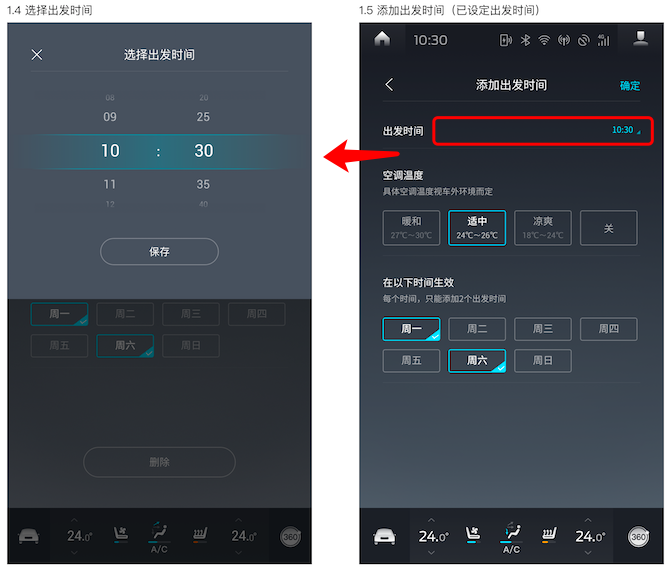 1.4 选择出发时间
选择出发时间
08 20
09 25
10 : 30
11 35
12 40
保存
周一 周二 周三 周四
周五 周六 周日
删除
24.0° 24.0° 360°
A/C
1.5 添加出发时间（已设定出发时间）
10:30 4G
添加出发时间 确定
出发时间 10:30
空调温度
具体空调温度视车外环境而定
暖和 适中 凉爽 关
27℃~30℃ 24℃~26℃ 18℃~24℃
在以下时间生效
每个时间，只能添加2个出发时间
周一 周二 周三 周四
周五 周六 周日
24.0° 24.0° 360°
A/C